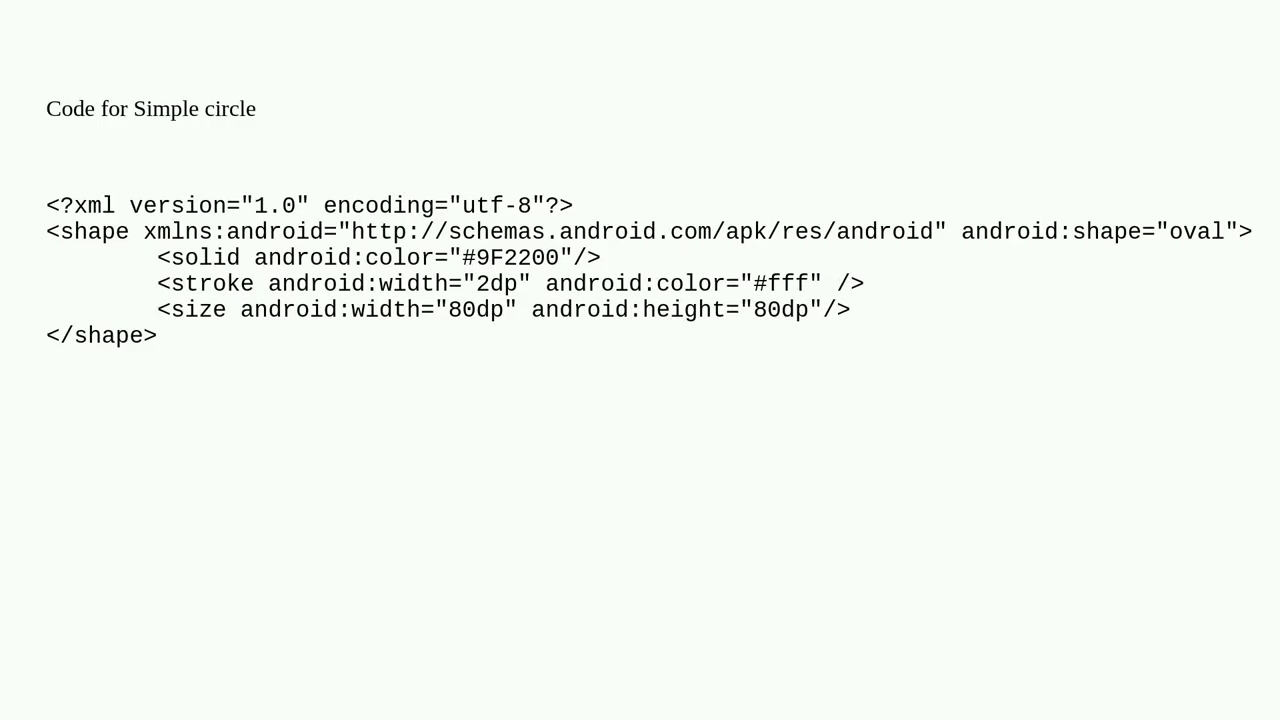 Code for Simple circle
<?xml version="1.0" encoding="utf-8"?>
<shape xmlns:android="http://schemas.android.com/apk/res/android" android:shape="oval">
        <solid android:color="#9F2200"/>
        <stroke android:width="2dp" android:color="#fff" />
        <size android:width="80dp" android:height="80dp"/>
</shape>